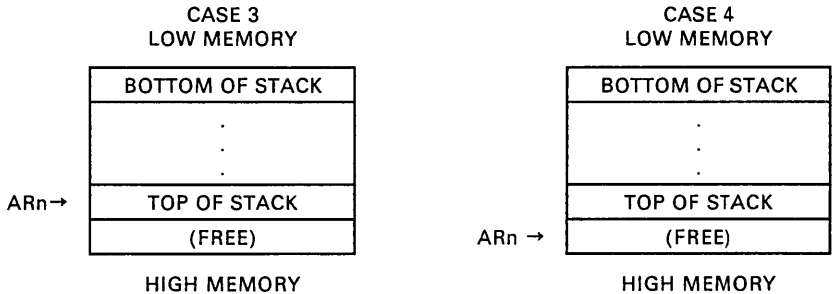 CASE 3
LOW MEMORY
BOTTOM OF STACK
.
.
.
ARn→ TOP OF STACK
(FREE)
HIGH MEMORY
CASE 4
LOW MEMORY
BOTTOM OF STACK
.
.
.
TOP OF STACK
ARn → (FREE)
HIGH MEMORY